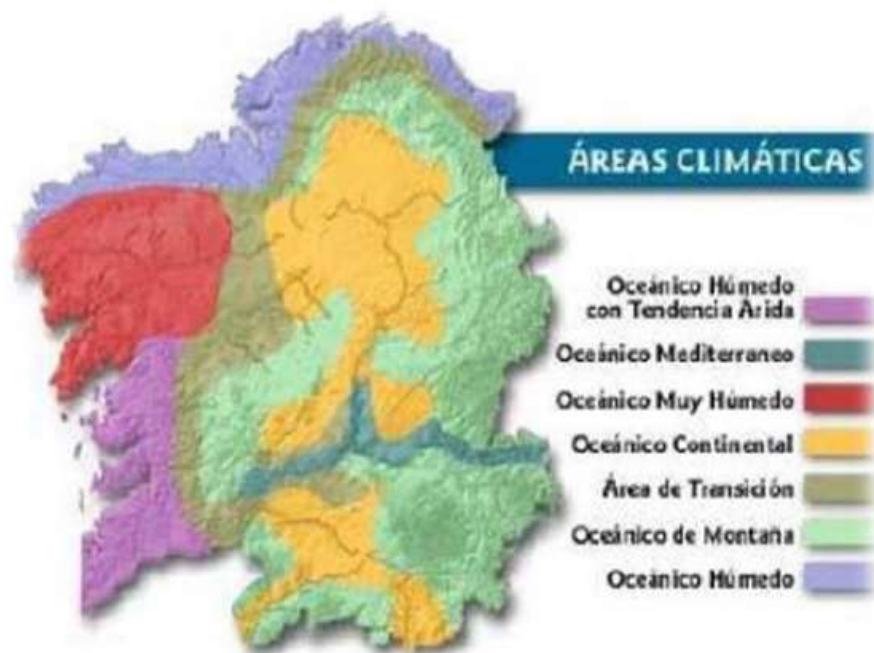 ÁREAS CLIMÁTICAS
Oceánico Húmedo
con Tendencia Árida
Oceánico Mediterraneo
Oceánico Muy Húmedo
Oceánico Continental
Área de Transición
Oceánico de Montaña
Oceánico Húmedo